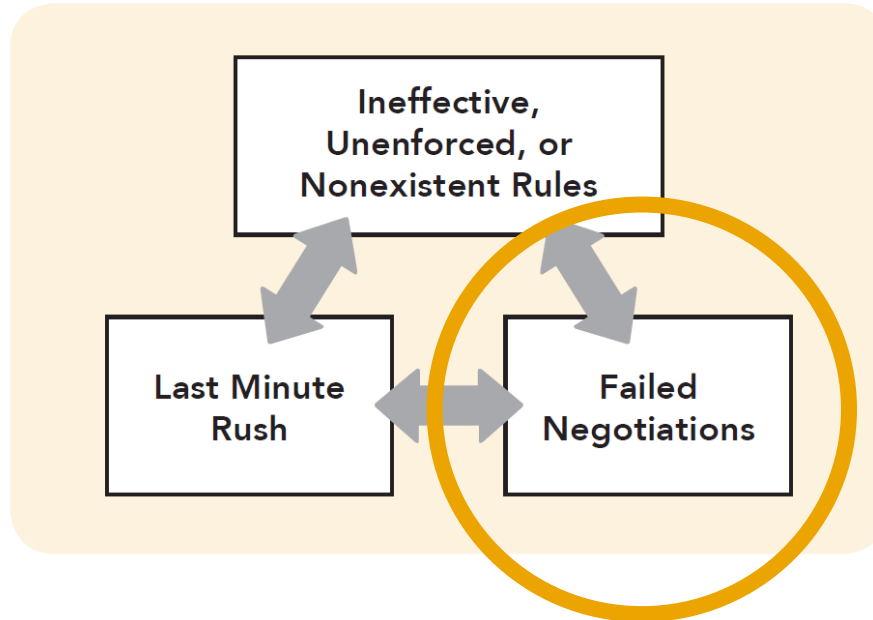 Ineffective,
Unenforced, or
Nonexistent Rules
Last Minute
Rush
Failed
Negotiations